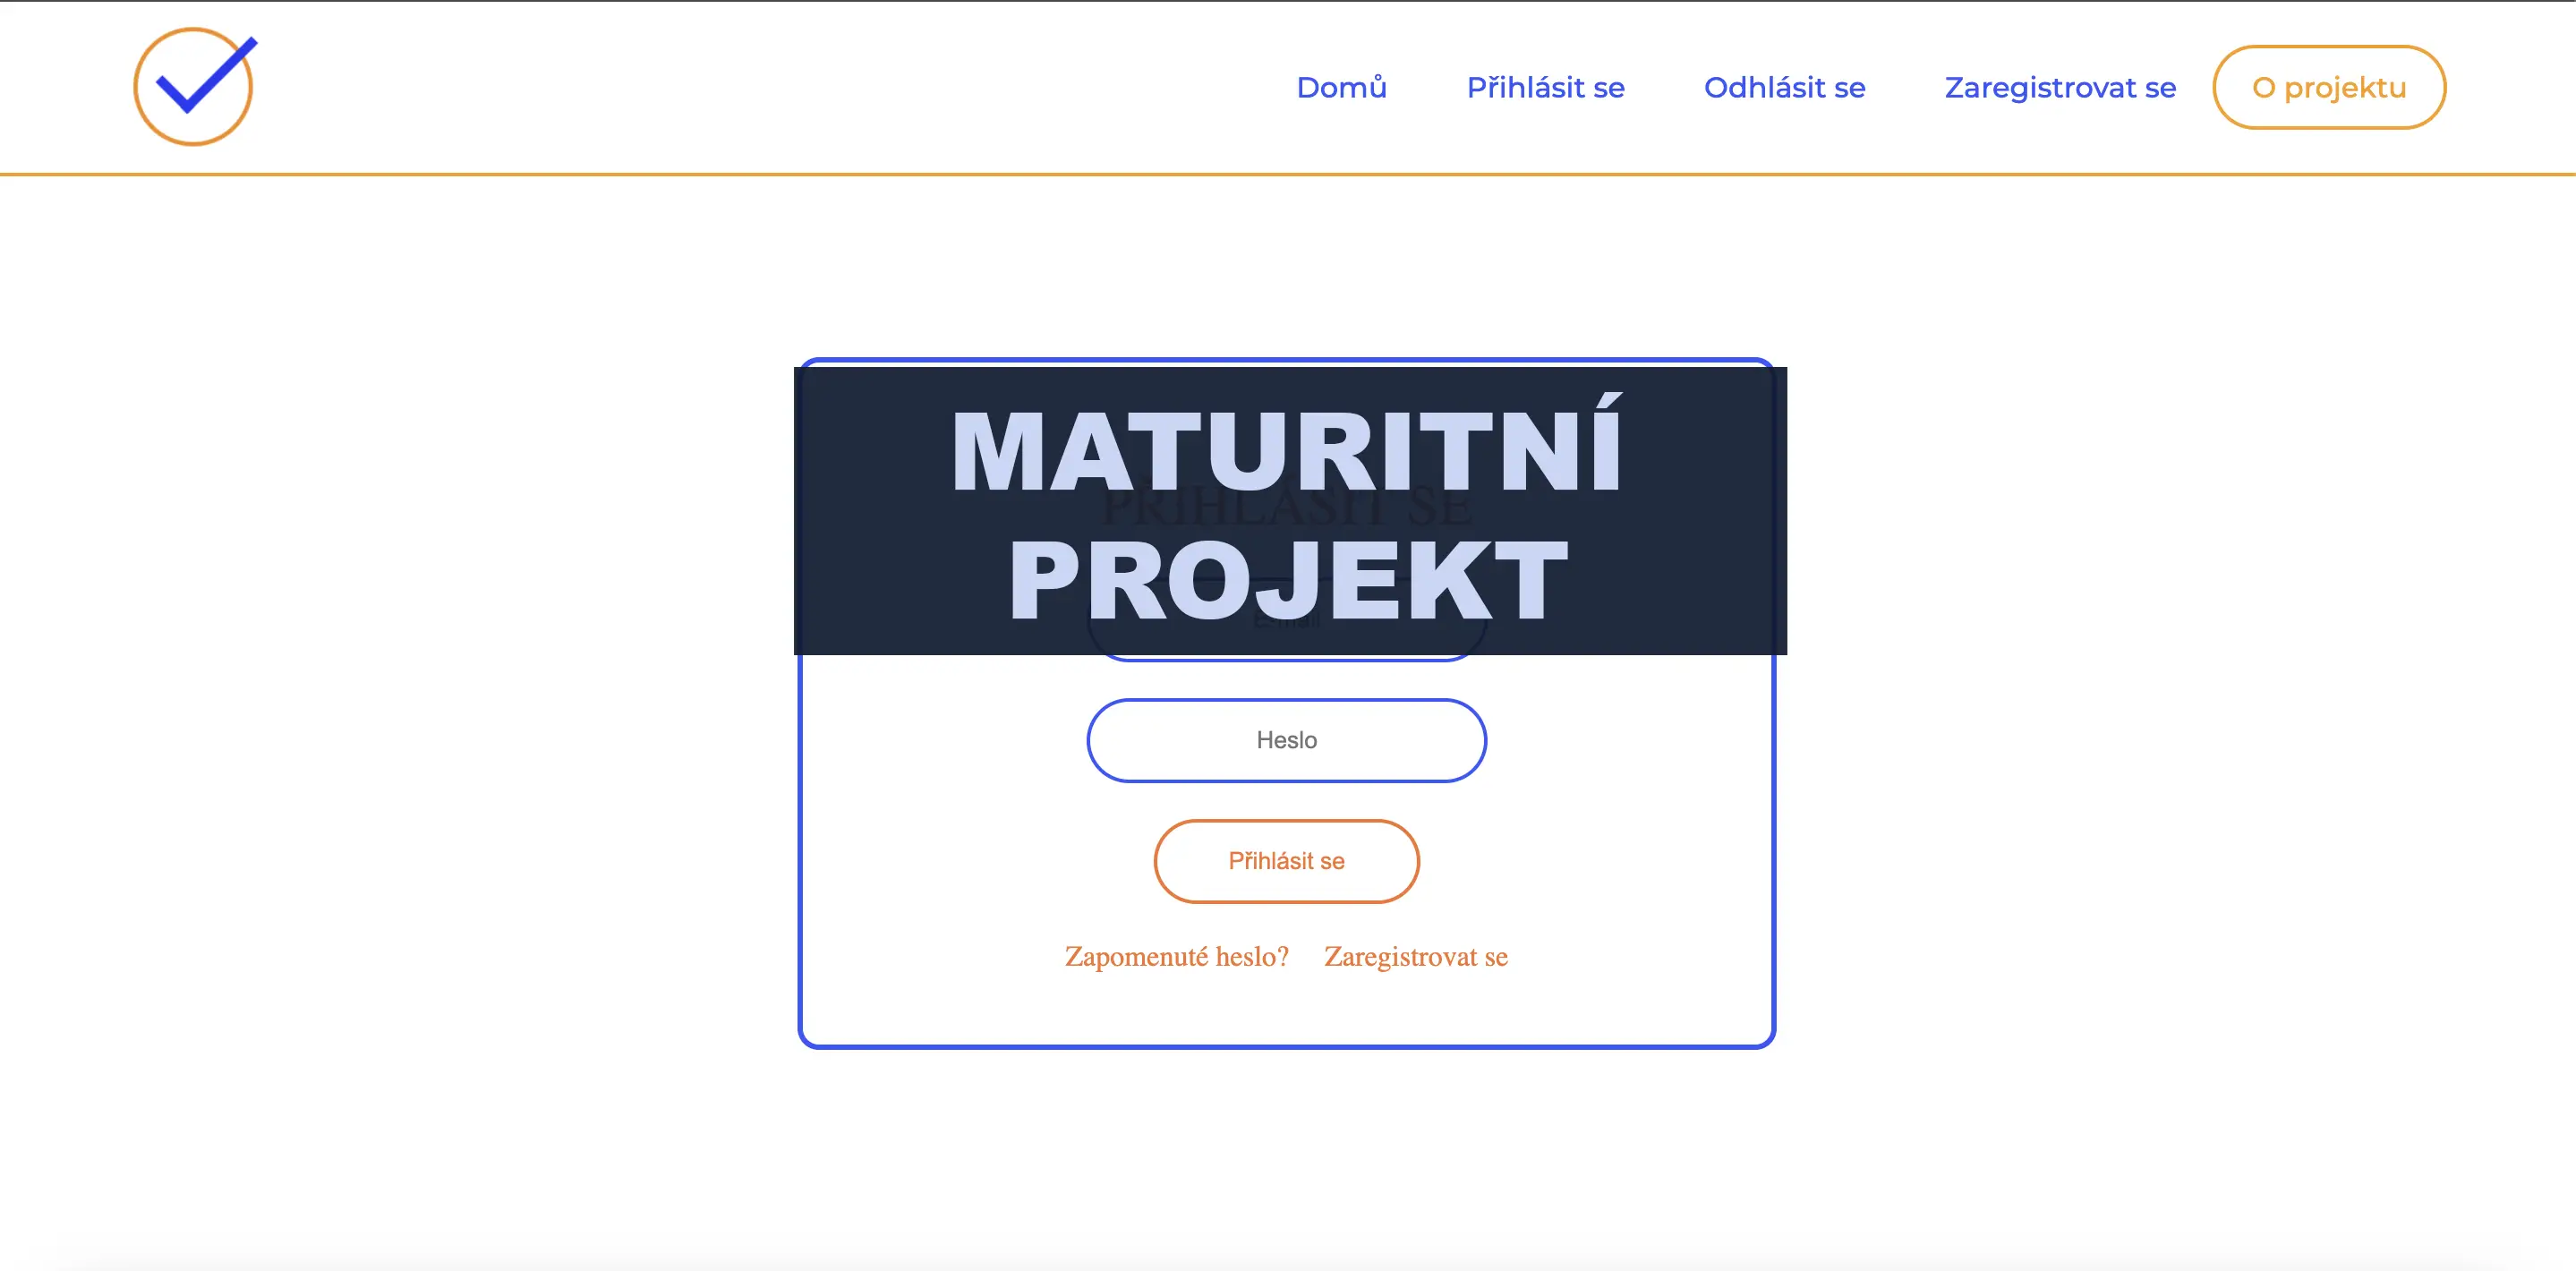 Domů
Přihlásit se
Odhlásit se
Zaregistrovat se
O projektu
MATURITNÍ
PŘIHLÁSIT SE
PROJEKT
E-mail
Heslo
Přihlásit se
Zapomenuté heslo?
Zaregistrovat se